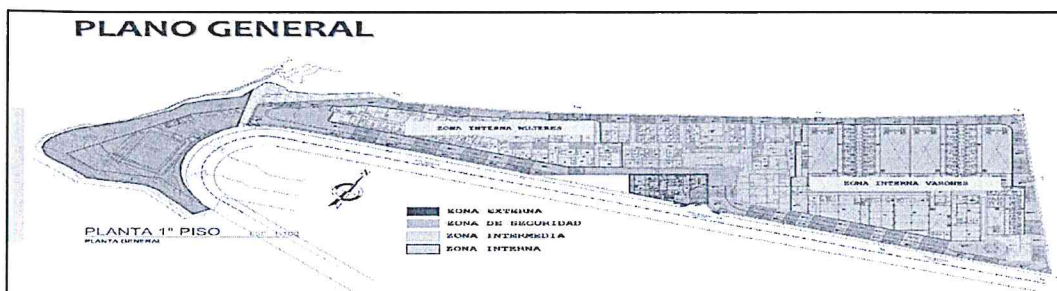 PLANO GENERAL
ZONA INTERNA MUJERES
ZONA INTERNA VARONES
ZONA EXTERNA
ZONA DE SEGURIDAD
ZONA INTERMEDIA
ZONA INTERNA
PLANTA 1º PISO
PLANTA GENERAL